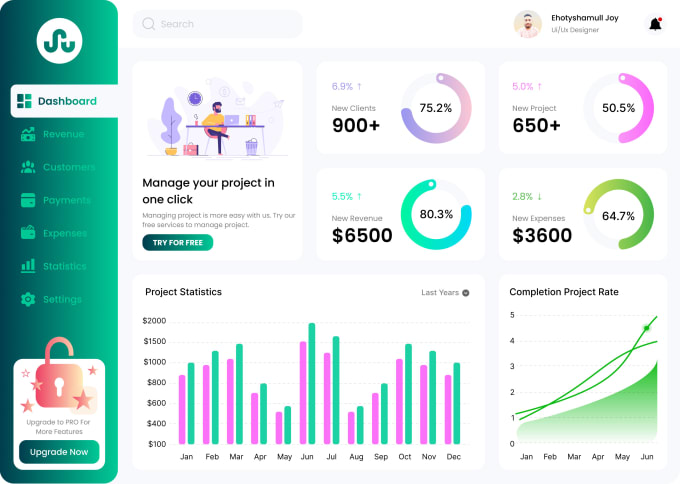 Search
Ehotyshamull Joy
Ui/Ux Designer
Dashboard
Revenue
Customers
Payments
Expenses
Statistics
Settings
Upgrade to PRO For
More Features
Upgrade Now
Manage your project in
one click
Managing project is more easy with us. Try our
free services to manage project.
TRY FOR FREE
6.9% ↑
New Clients
900+
75.2%
5.0% ↑
New Project
650+
50.5%
5.5% ↑
New Revenue
$6500
80.3%
2.8% ↓
New Expenses
$3600
64.7%
Project Statistics
Last Years
$2000
$1500
$1000
$800
$600
$400
$100
Jan Feb Mar Apr May Jun Jul Aug Sep Oct Nov Dec
Completion Project Rate
5
4
3
2
1
0
Jan Feb Mar Apr May Jun